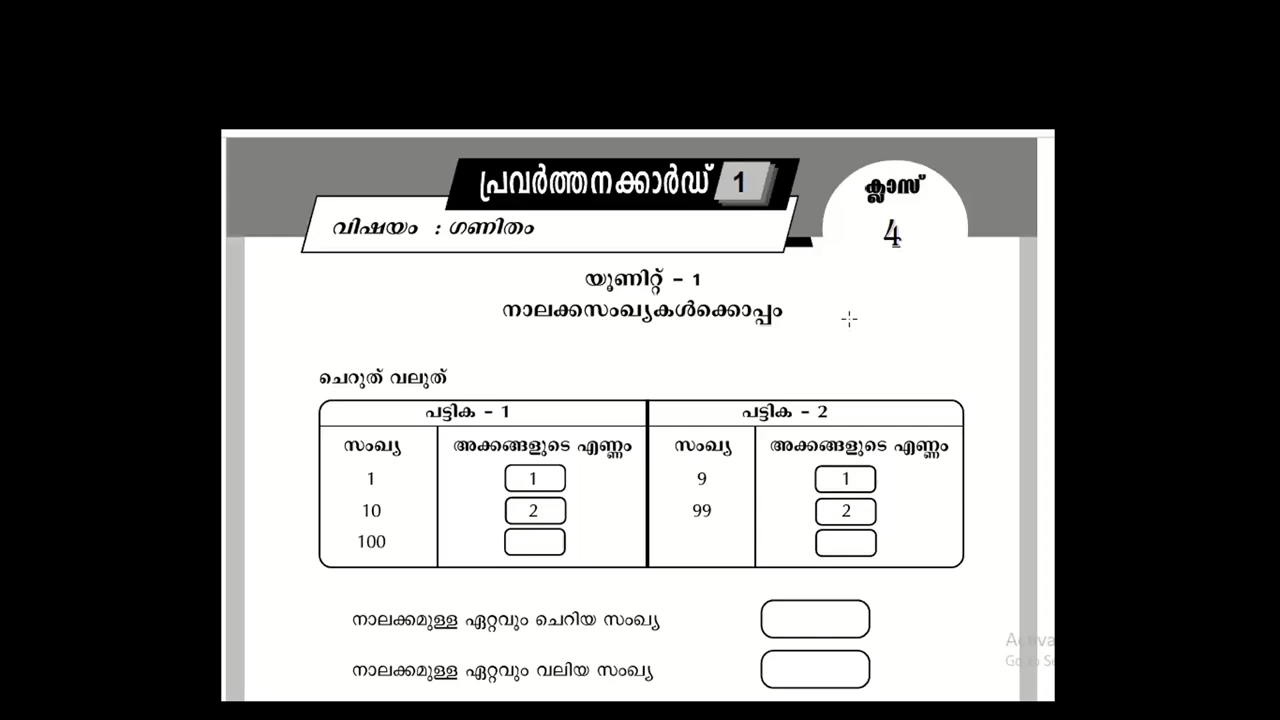 പ്രവർത്തനക്കാർഡ് 1
ക്ലാസ്
4
വിഷയം : ഗണിതം
യൂണിറ്റ് - 1
നാലക്കസംഖ്യകൾക്കൊപ്പം
ചെറുത് വലുത്
പട്ടിക - 1 പട്ടിക - 2
സംഖ്യ അക്കങ്ങളുടെ എണ്ണം സംഖ്യ അക്കങ്ങളുടെ എണ്ണം
1 1 9 1
10 2 99 2
100
നാലക്കമുള്ള ഏറ്റവും ചെറിയ സംഖ്യ
നാലക്കമുള്ള ഏറ്റവും വലിയ സംഖ്യ